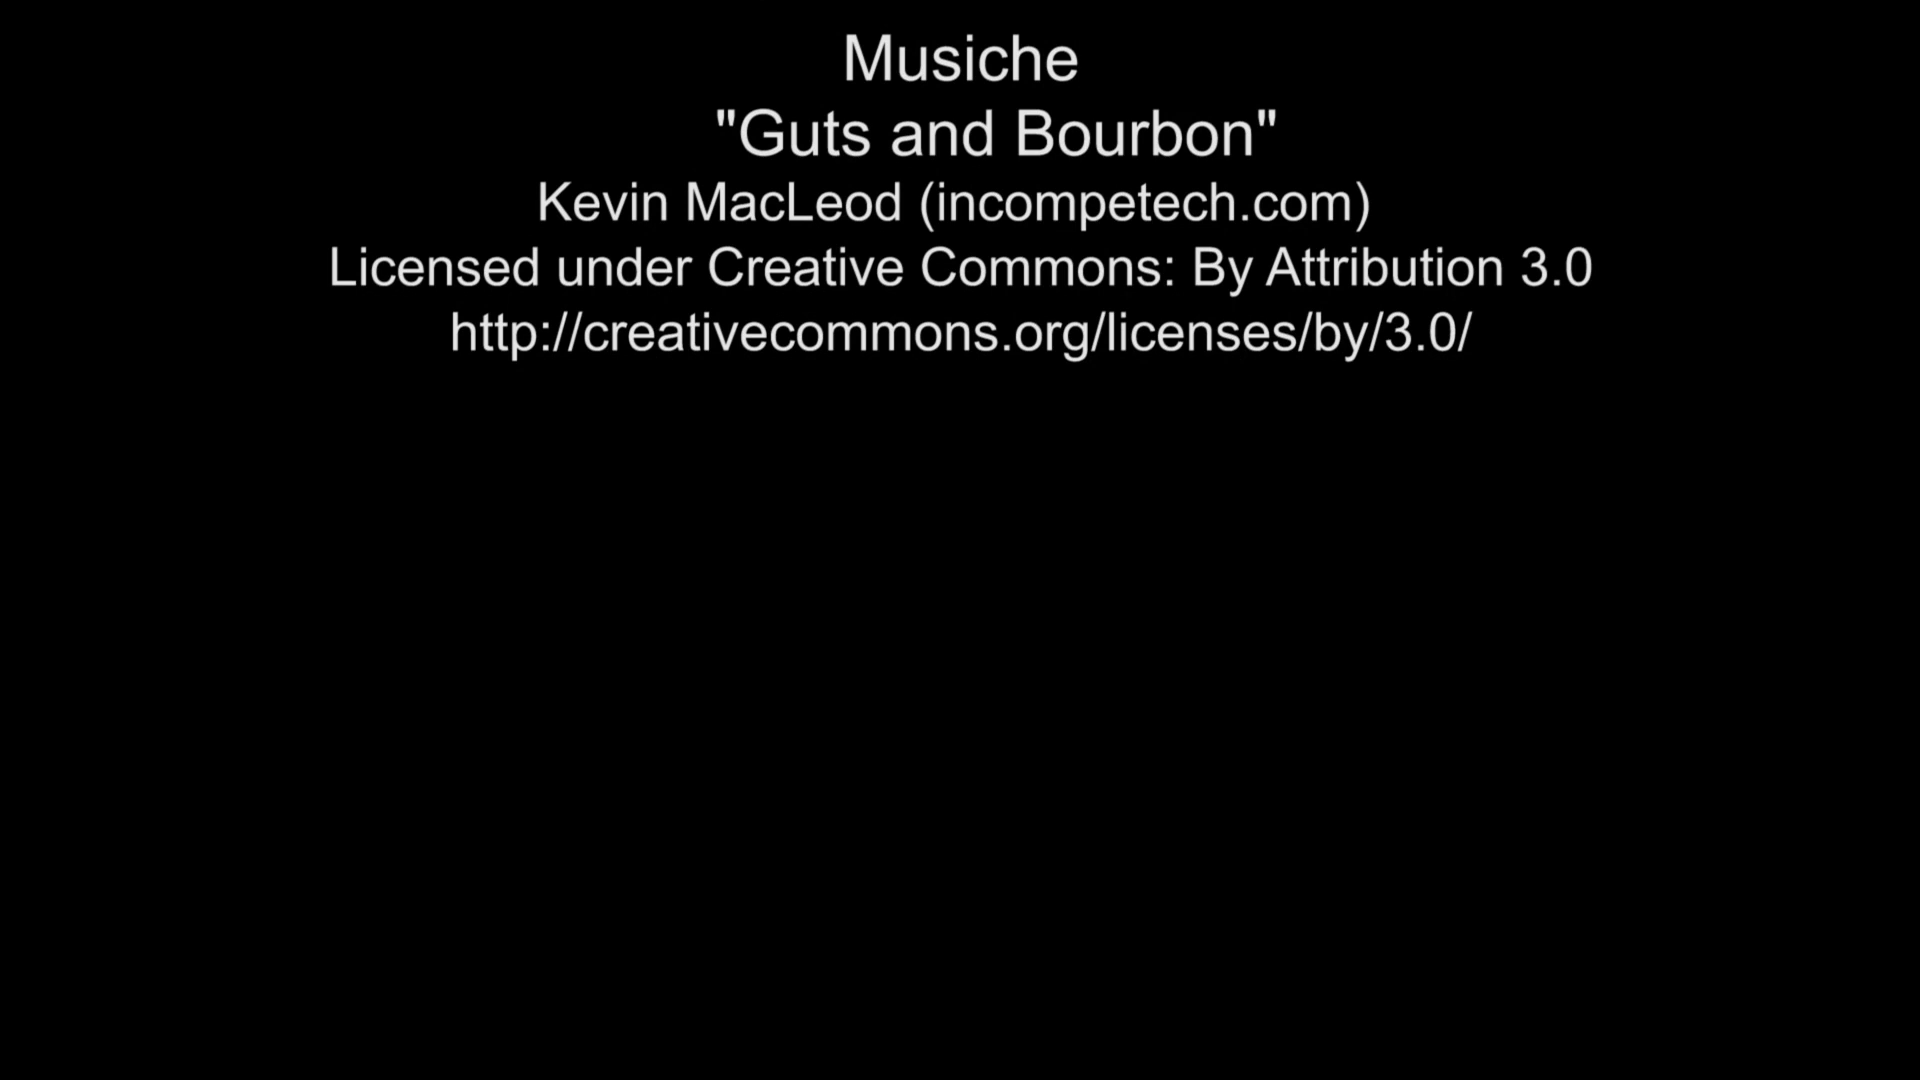 Musiche
"Guts and Bourbon"
Kevin MacLeod (incompetech.com)
Licensed under Creative Commons: By Attribution 3.0
http://creativecommons.org/licenses/by/3.0/